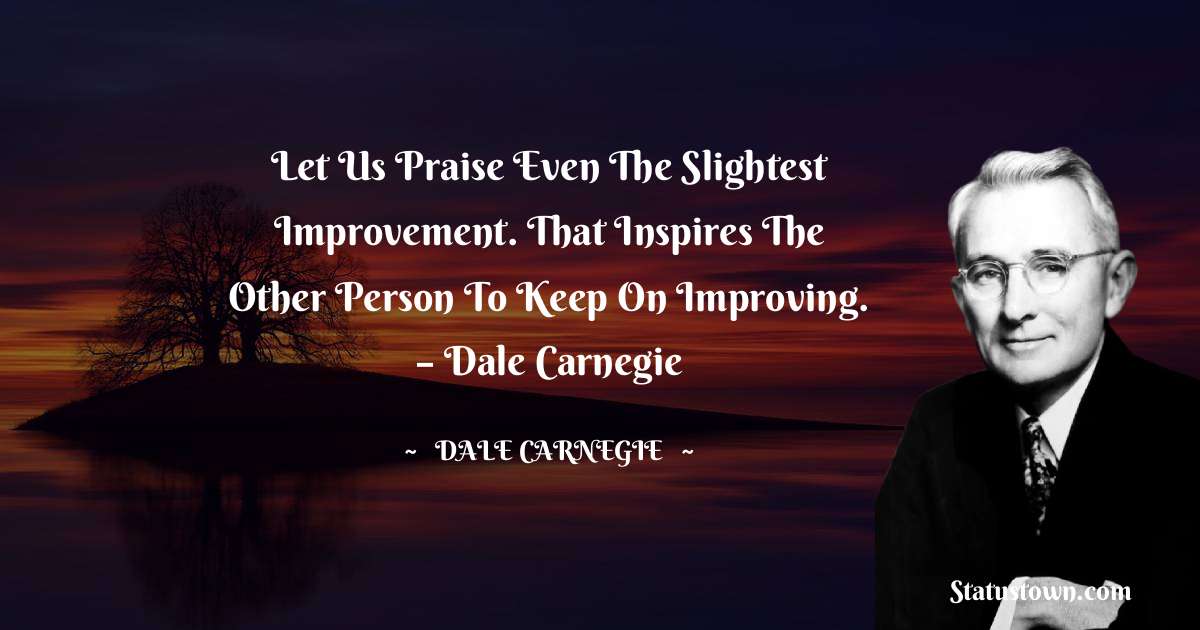 Let Us Praise Even The Slightest
Improvement. That Inspires The
Other Person To Keep On Improving.
– Dale Carnegie
~ DALE CARNEGIE ~
Statustown.com